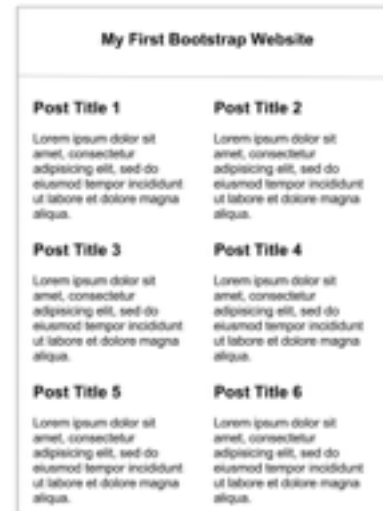 My First Bootstrap Website
Post Title 1
Lorem ipsum dolor sit
amet, consectetur
adipisicing elit, sed do
eiusmod tempor incididunt
ut labore et dolore magna
aliqua.
Post Title 2
Lorem ipsum dolor sit
amet, consectetur
adipisicing elit, sed do
eiusmod tempor incididunt
ut labore et dolore magna
aliqua.
Post Title 3
Lorem ipsum dolor sit
amet, consectetur
adipisicing elit, sed do
eiusmod tempor incididunt
ut labore et dolore magna
aliqua.
Post Title 4
Lorem ipsum dolor sit
amet, consectetur
adipisicing elit, sed do
eiusmod tempor incididunt
ut labore et dolore magna
aliqua.
Post Title 5
Lorem ipsum dolor sit
amet, consectetur
adipisicing elit, sed do
eiusmod tempor incididunt
ut labore et dolore magna
aliqua.
Post Title 6
Lorem ipsum dolor sit
amet, consectetur
adipisicing elit, sed do
eiusmod tempor incididunt
ut labore et dolore magna
aliqua.